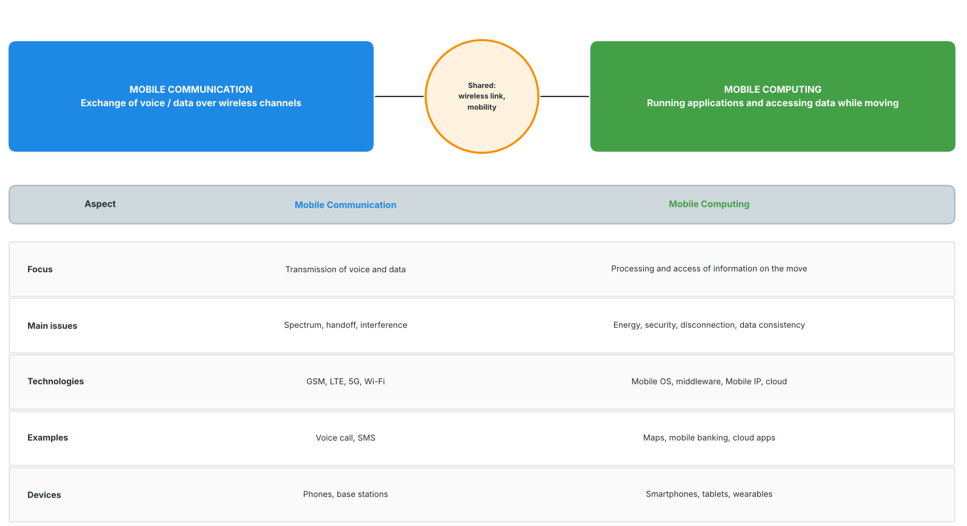 MOBILE COMMUNICATION
Exchange of voice / data over wireless channels
Shared:
wireless link,
mobility
MOBILE COMPUTING
Running applications and accessing data while moving
Aspect
Mobile Communication
Mobile Computing
Focus
Transmission of voice and data
Processing and access of information on the move
Main issues
Spectrum, handoff, interference
Energy, security, disconnection, data consistency
Technologies
GSM, LTE, 5G, Wi-Fi
Mobile OS, middleware, Mobile IP, cloud
Examples
Voice call, SMS
Maps, mobile banking, cloud apps
Devices
Phones, base stations
Smartphones, tablets, wearables